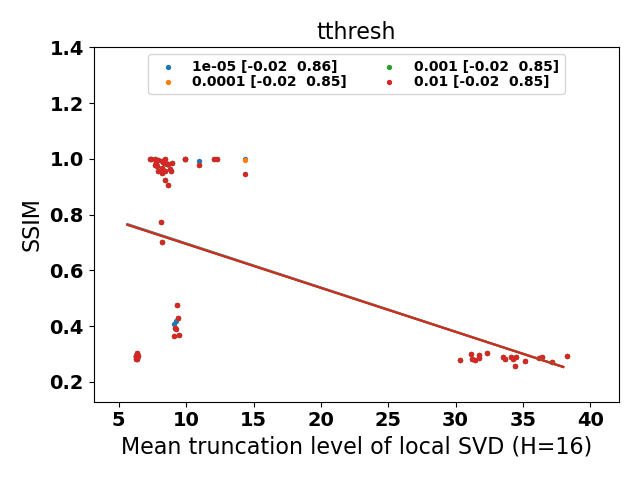 tthresh
1.4
1e-05 [-0.02  0.86]
0.001 [-0.02  0.85]
0.0001 [-0.02  0.85]
0.01 [-0.02  0.85]
1.2
1.0
0.8
SSIM
0.6
0.4
0.2
5 10 15 20 25 30 35 40
Mean truncation level of local SVD (H=16)